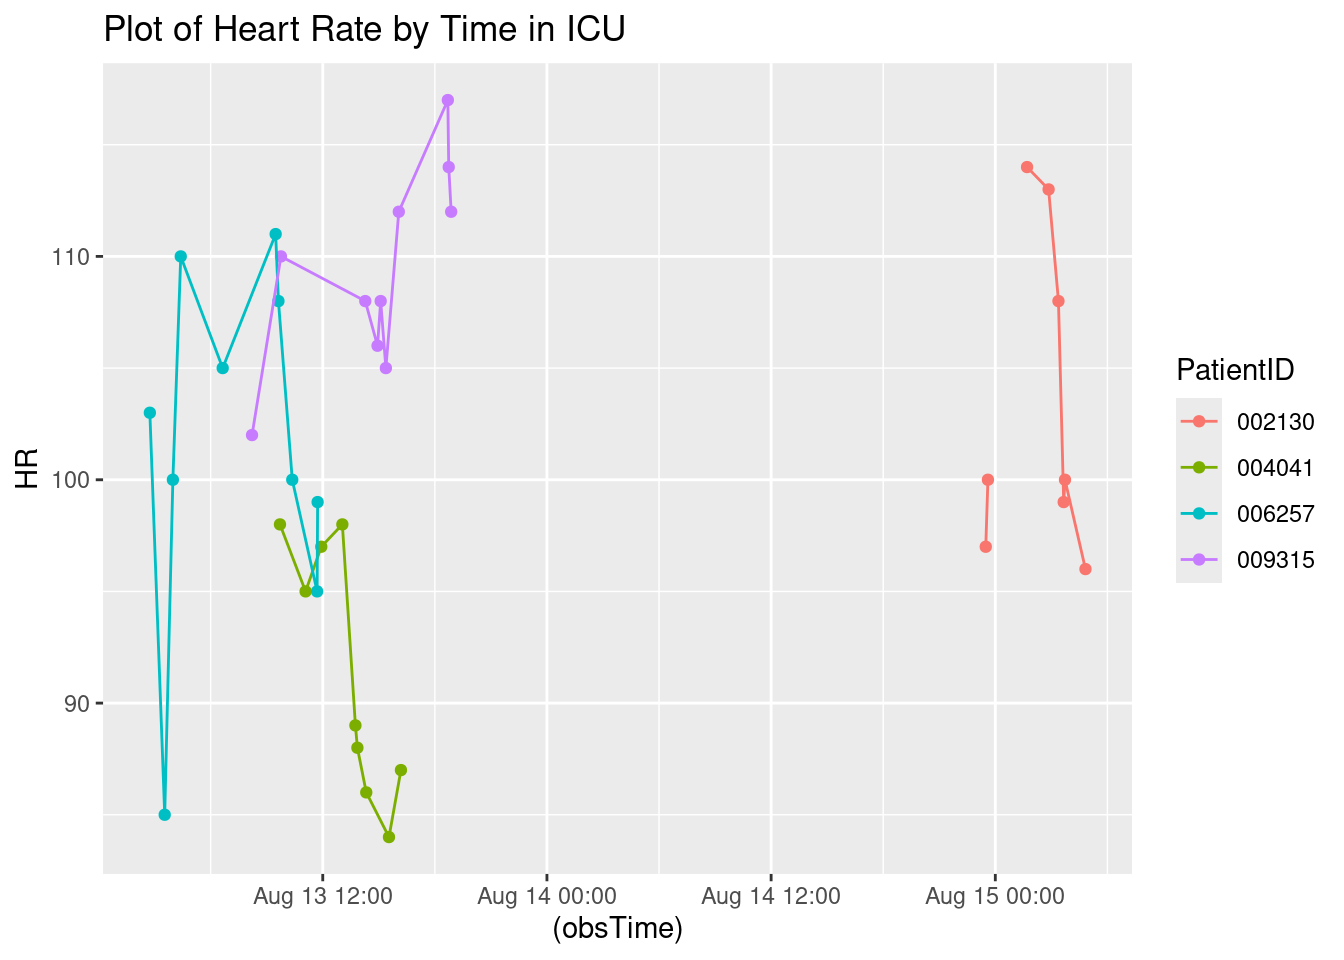 Plot of Heart Rate by Time in ICU
HR
110
100
90
Aug 13 12:00 Aug 14 00:00 Aug 14 12:00 Aug 15 00:00
(obsTime)
PatientID
002130
004041
006257
009315